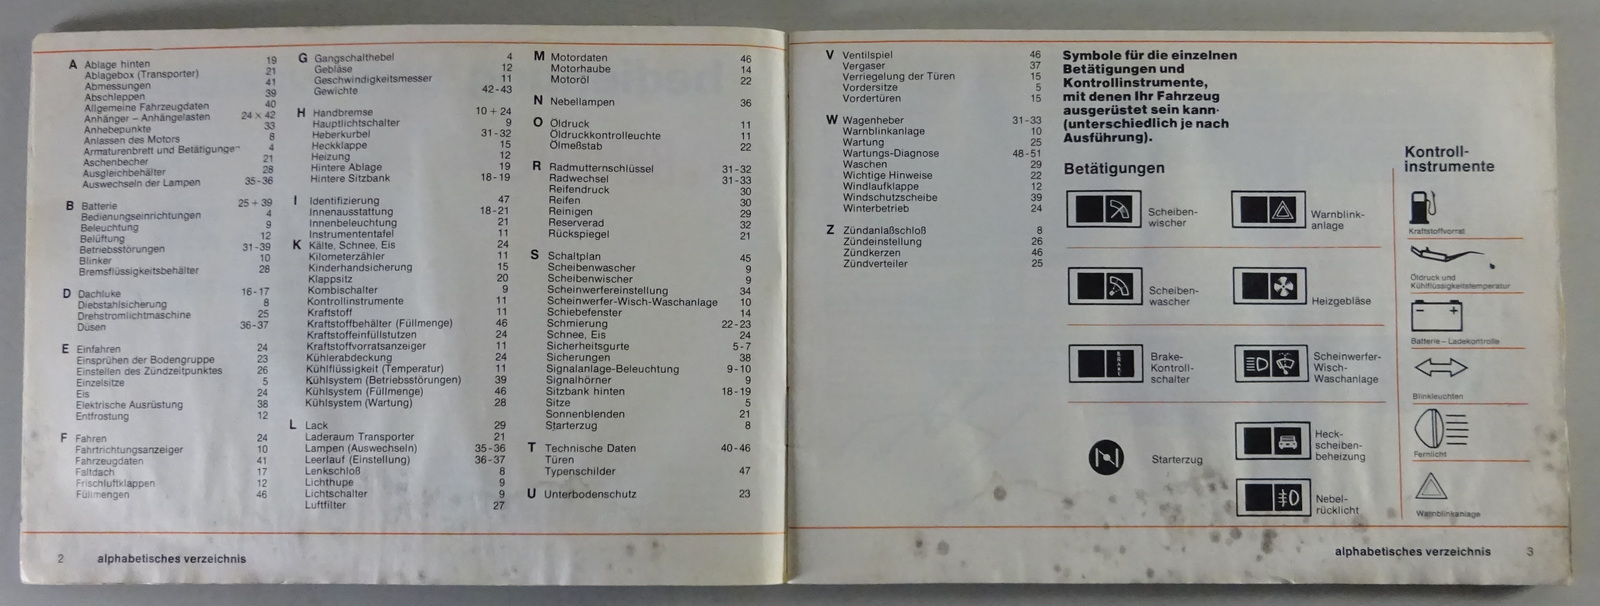 A Ablage hinten 19
Ablagebox (Transporter) 21
Abmessungen 41
Abschleppen 39
Allgemeine Fahrzeugdaten 40
Anhänger – Anhängelasten 24 × 42
Anhebepunkte 33
Anlassen des Motors 8
Armaturenbrett und Betätigunge 4
Aschenbecher 21
Ausgleichbehälter 28
Auswechseln der Lampen 35-36
B Batterie 25 + 39
Bedienungseinrichtungen 4
Beleuchtung 9
Belüftung 12
Betriebsstörungen 31-39
Blinker 10
Bremsflüssigkeitsbehälter 28
D Dachluke 16-17
Diebstahlsicherung 8
Drehstromlichtmaschine 25
Düsen 36-37
E Einfahren 24
Einsprühen der Bodengruppe 23
Einstellen des Zündzeitpunktes 26
Einzelsitze 5
Eis 24
Elektrische Ausrüstung 38
Entfrostung 12
F Fahren 24
Fahrtrichtungsanzeiger 10
Fahrzeugdaten 41
Faltdach 17
Frischluftklappen 12
Füllmengen 46
G Gangschalthebel 4
Gebläse 12
Geschwindigkeitsmesser 11
Gewichte 42-43
H Handbremse 10 + 24
Hauptlichtschalter 9
Heberkurbel 31-32
Heckklappe 15
Heizung 12
Hintere Ablage 19
Hintere Sitzbank 18-19
I Identifizierung 47
Innenausstattung 18-21
Innenbeleuchtung 21
Instrumententafel 11
K Kälte, Schnee, Eis 24
Kilometerzähler 11
Kinderhandsicherung 15
Klappsitz 20
Kombischalter 9
Kontrollinstrumente 11
Kraftstoff 11
Kraftstoffbehälter (Füllmenge) 46
Kraftstoffeinfüllstutzen 24
Kraftstoffvorratsanzeiger 11
Kühlerabdeckung 24
Kühlflüssigkeit (Temperatur) 11
Kühlsystem (Betriebsstörungen) 39
Kühlsystem (Füllmenge) 46
Kühlsystem (Wartung) 28
L Lack 29
Laderaum Transporter 21
Lampen (Auswechseln) 35-36
Leerlauf (Einstellung) 36-37
Lenkschloß 8
Lichthupe 9
Lichtschalter 9
Luftfilter 27
M Motordaten 46
Motorhaube 14
Motoröl 22
N Nebellampen 36
O Öldruck 11
Öldruckkontrolleuchte 11
Ölmeßstab 22
R Radmutternschlüssel 31-32
Radwechsel 31-33
Reifendruck 30
Reifen 30
Reinigen 29
Reserverad 32
Rückspiegel 21
S Schaltplan 45
Scheibenwascher 9
Scheibenwischer 9
Scheinwerfereinstellung 34
Scheinwerfer-Wisch-Waschanlage 10
Schiebefenster 14
Schmierung 22-23
Schnee, Eis 24
Sicherheitsgurte 5-7
Sicherungen 38
Signalanlage-Beleuchtung 9-10
Signalhörner 9
Sitzbank hinten 18-19
Sitze 5
Sonnenblenden 21
Starterzug 8
T Technische Daten 40-46
Türen
Typenschilder 47
U Unterbodenschutz 23
2 alphabetisches verzeichnis
V Ventilspiel 46
Vergaser 37
Verriegelung der Türen 15
Vordersitze 5
Vordertüren 15
W Wagenheber 31-33
Warnblinkanlage 10
Wartung 25
Wartungs-Diagnose 48-51
Waschen 29
Wichtige Hinweise 22
Windlaufklappe 12
Windschutzscheibe 39
Winterbetrieb 24
Z Zündanlaßschloß 8
Zündeinstellung 26
Zündkerzen 46
Zündverteiler 25
Symbole für die einzelnen
Betätigungen und
Kontrollinstrumente,
mit denen Ihr Fahrzeug
ausgerüstet sein kann·
(unterschiedlich je nach
Ausführung).
Betätigungen
Scheiben-
wischer
Warnblink-
anlage
Scheiben-
wascher
Heizgebläse
BRAKE
Brake-
Kontroll-
schalter
Scheinwerfer-
Wisch-
Waschanlage
Starterzug
Heck-
scheiben-
beheizung
Nebel-
rücklicht
Kontroll-
instrumente
Kraftstoffvorrat
Öldruck und
Kühlflüssigkeitstemperatur
Batterie – Ladekontrolle
Blinkleuchten
Fernlicht
Warnblinkanlage
alphabetisches verzeichnis 3